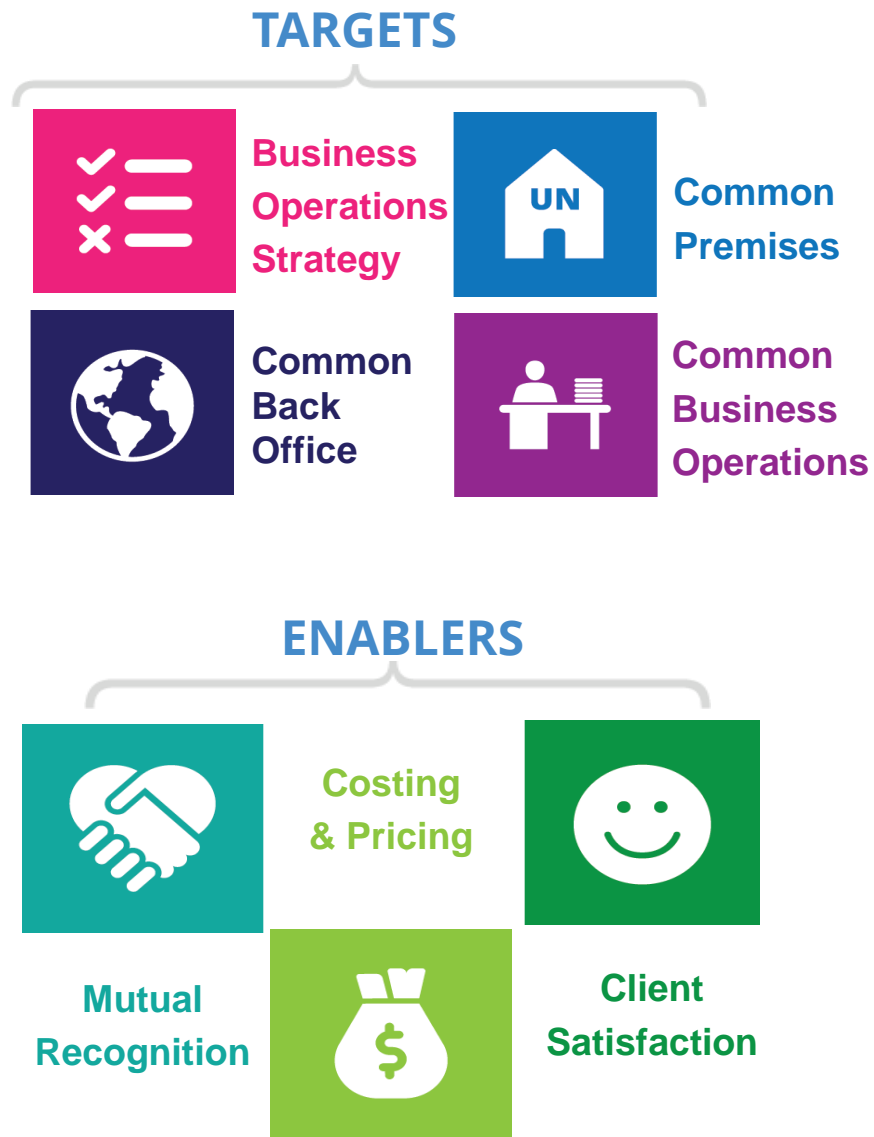 TARGETS
Business
Operations
Strategy
UN
Common
Premises
Common
Back
Office
Common
Business
Operations
ENABLERS
Costing
& Pricing
Mutual
Recognition
$
Client
Satisfaction